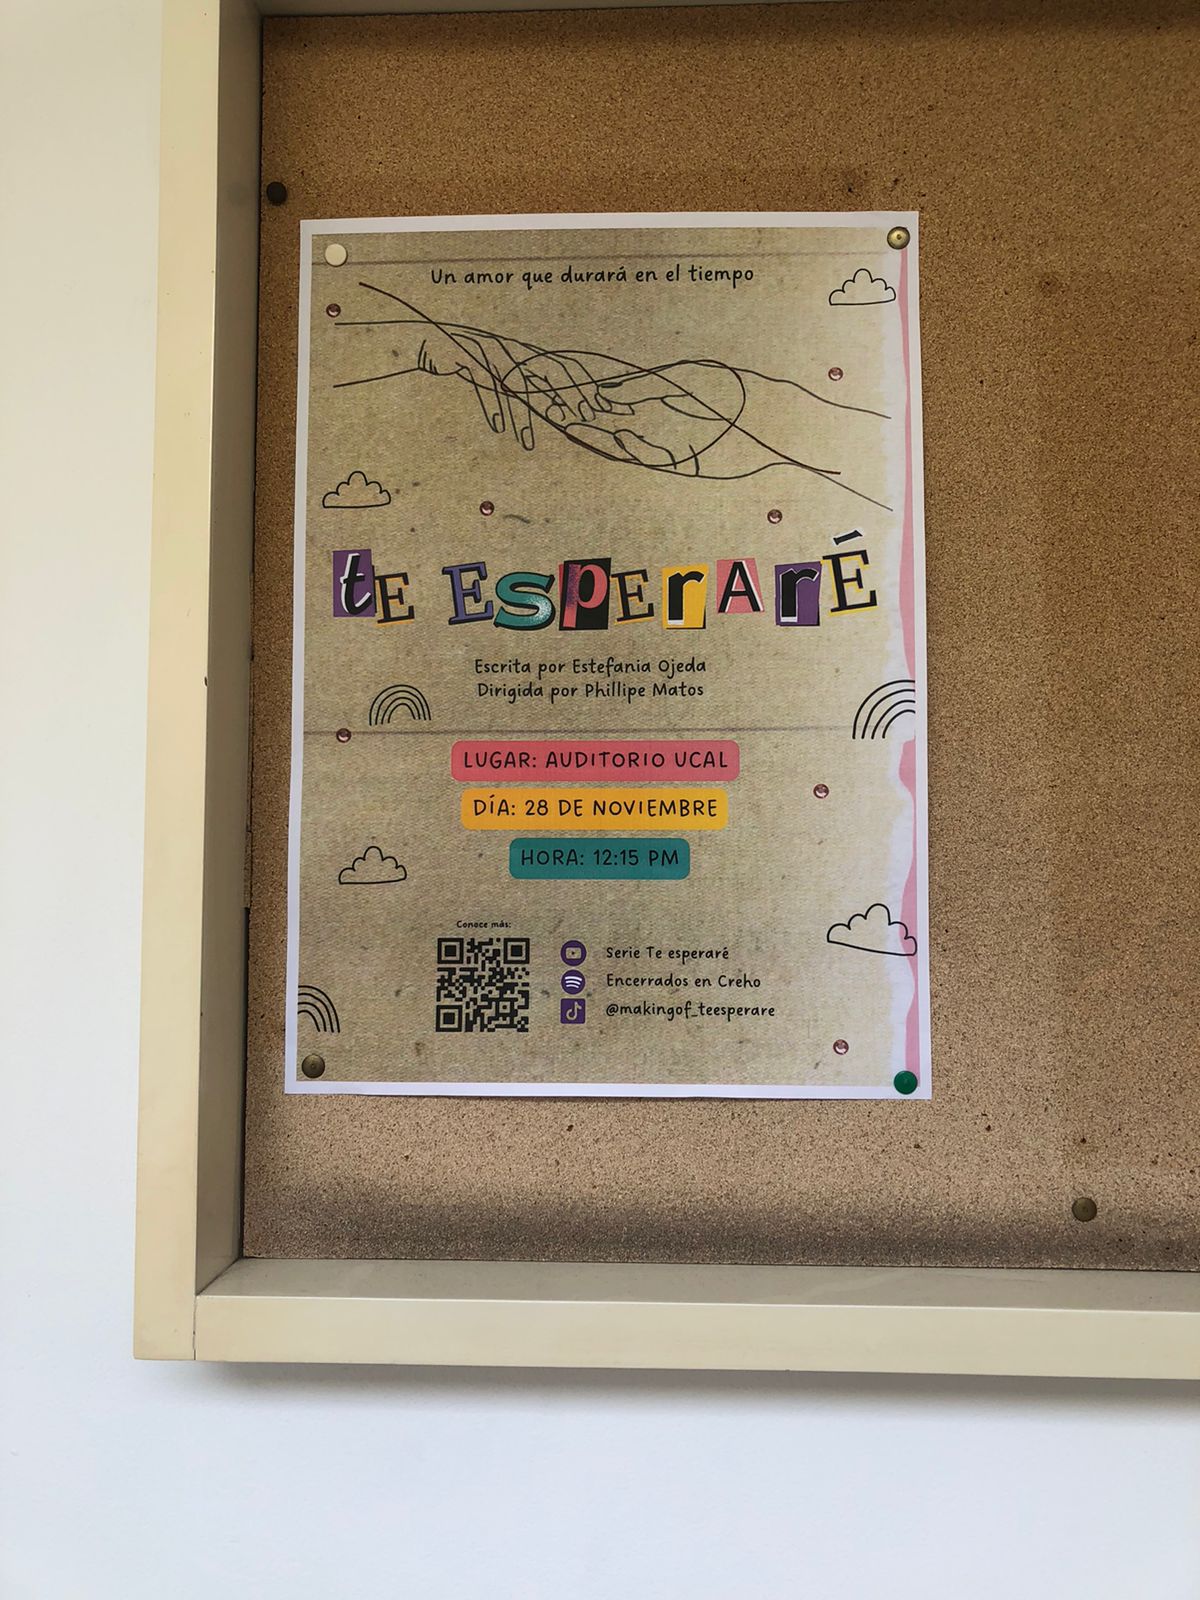 Un amor que durará en el tiempo
tE EsPErArÉ
Escrita por Estefania Ojeda
Dirigida por Phillipe Matos
LUGAR: AUDITORIO UCAL
DÍA: 28 DE NOVIEMBRE
HORA: 12:15 PM
Conoce más:
Serie Te esperaré
Encerrados en Creho
@makingof_teesperare